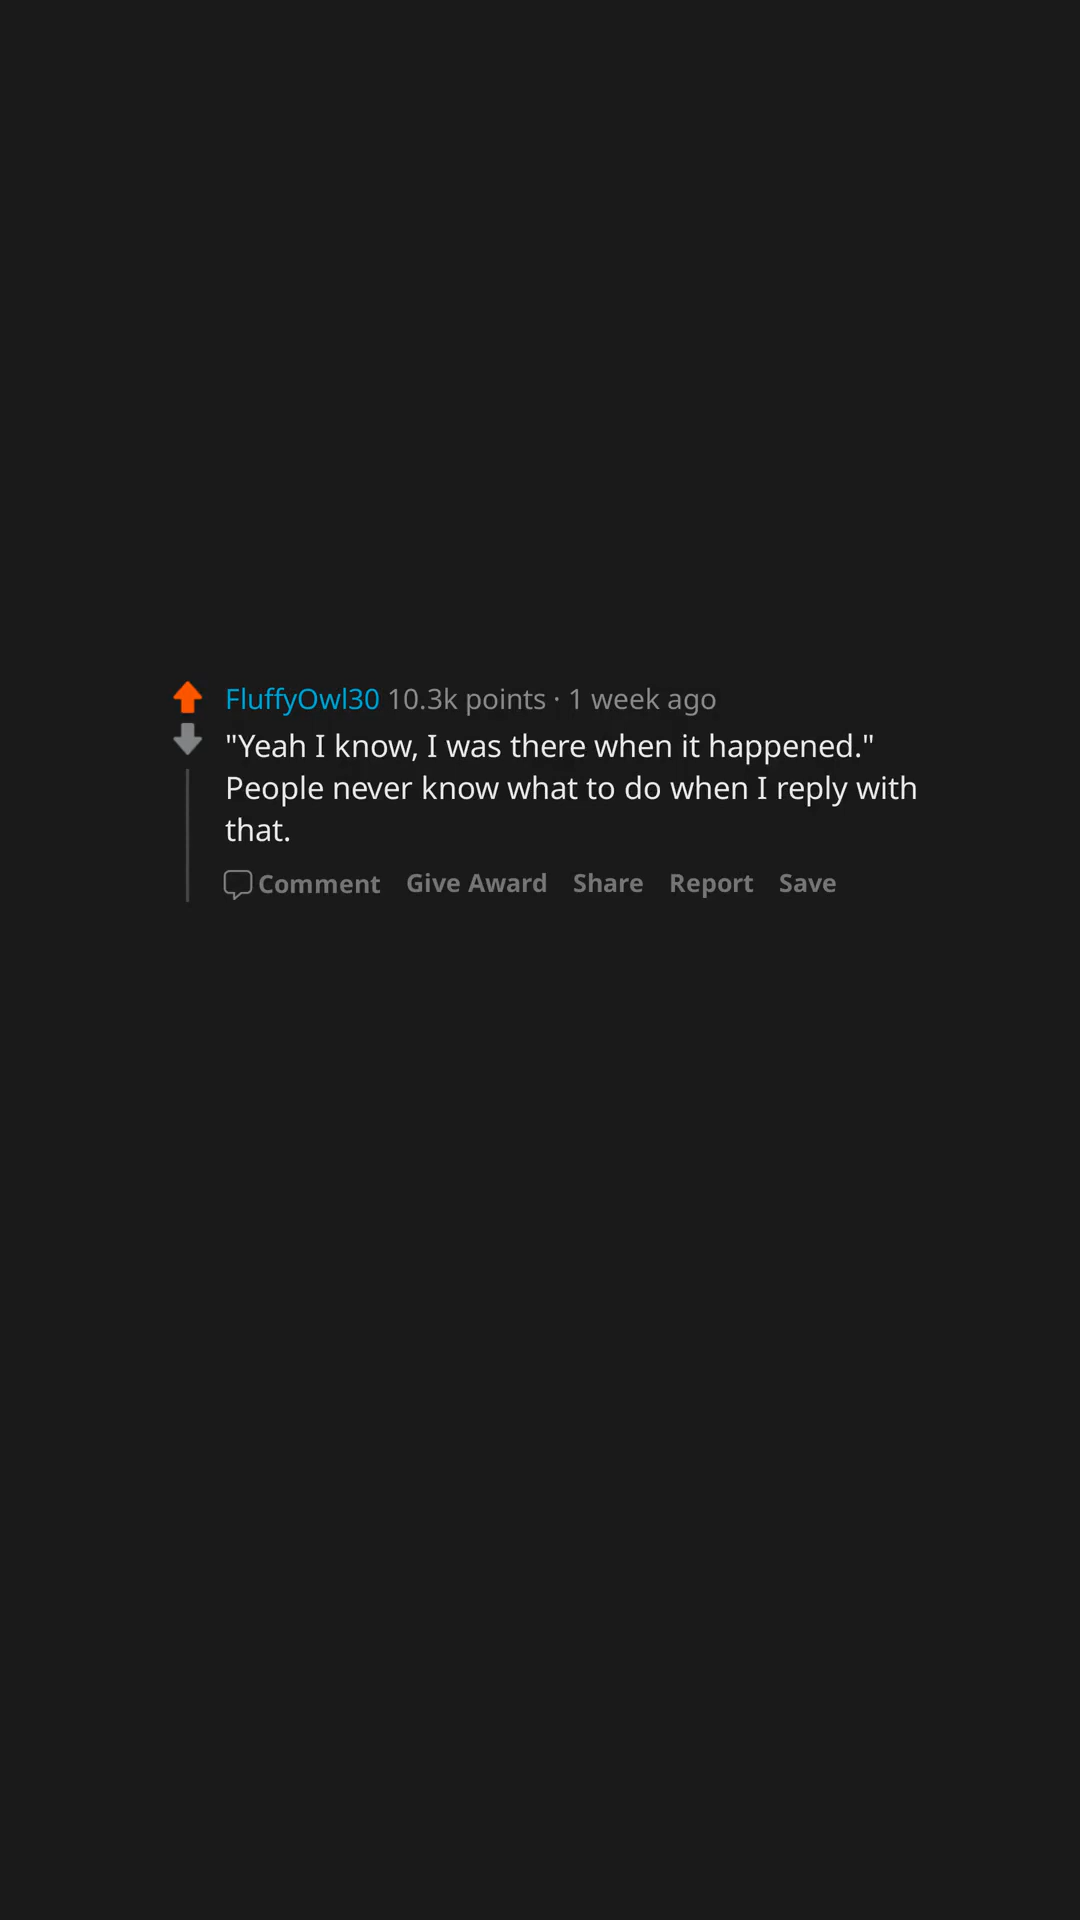 FluffyOwl30 10.3k points · 1 week ago
"Yeah I know, I was there when it happened."
People never know what to do when I reply with
that.
Comment Give Award Share Report Save